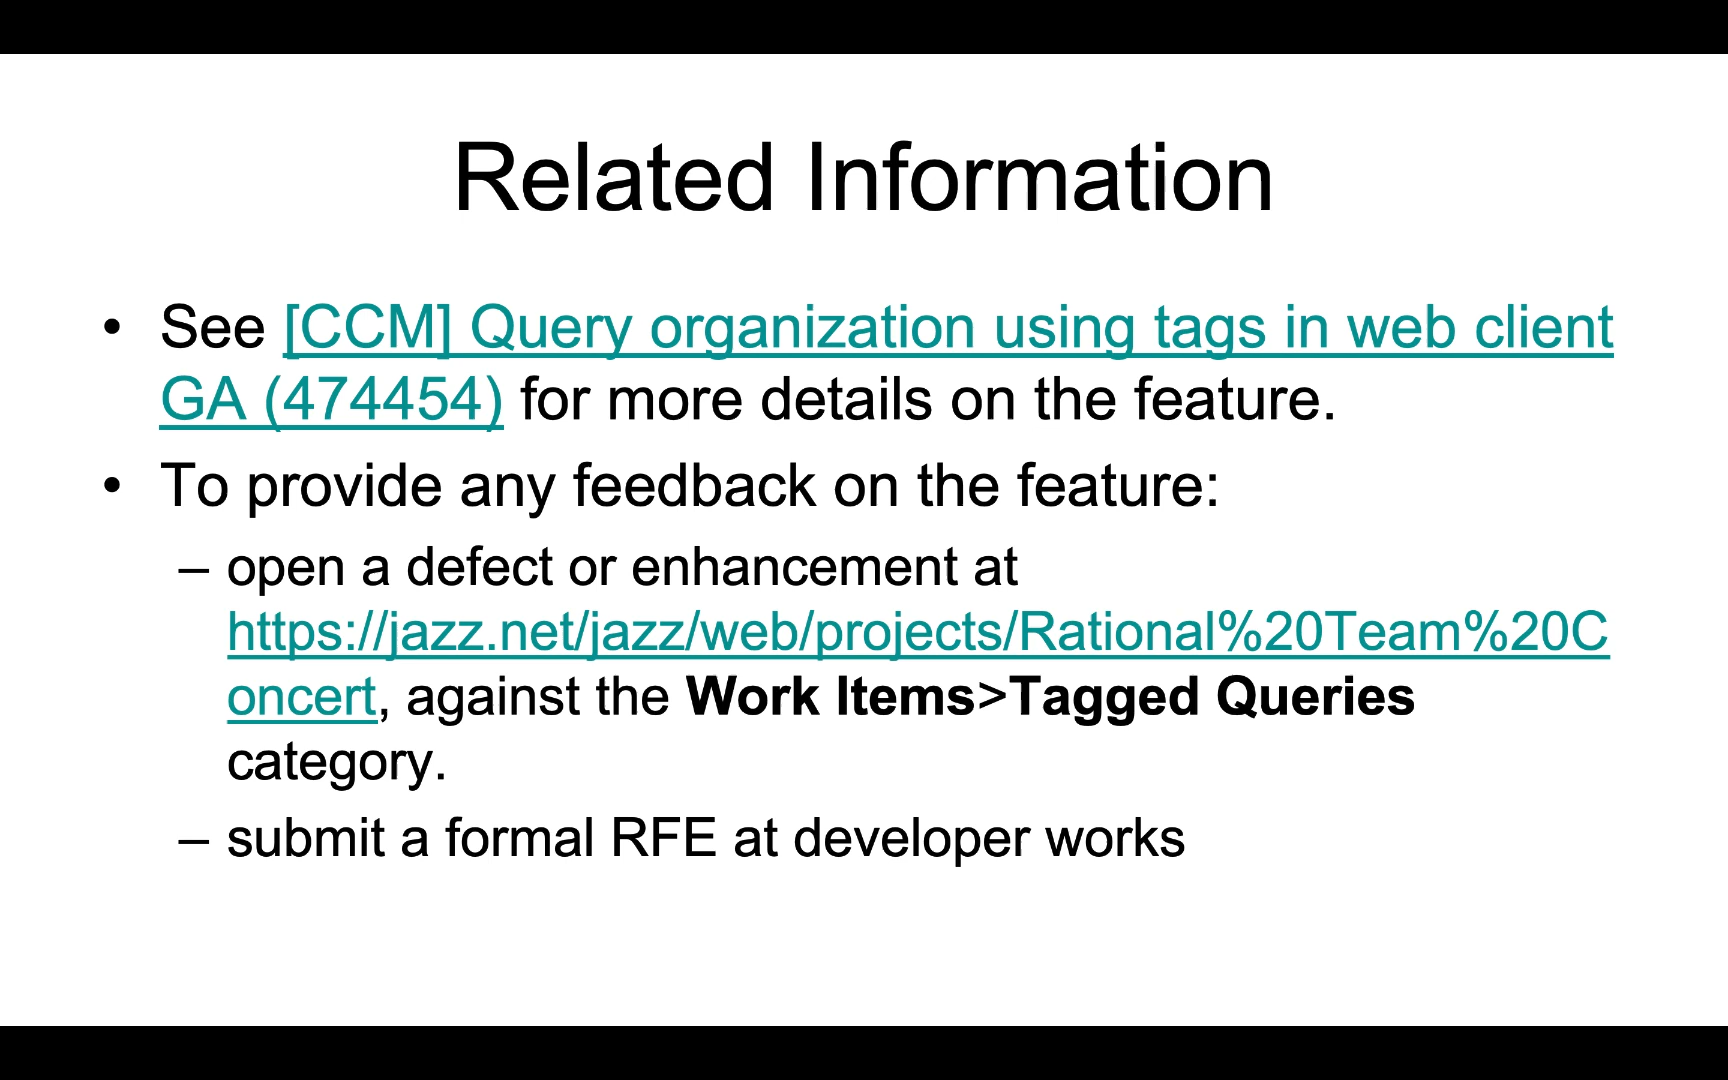 Related Information
• See [CCM] Query organization using tags in web client
GA (474454) for more details on the feature.
• To provide any feedback on the feature:
– open a defect or enhancement at
https://jazz.net/jazz/web/projects/Rational%20Team%20C
oncert, against the Work Items>Tagged Queries
category.
– submit a formal RFE at developer works